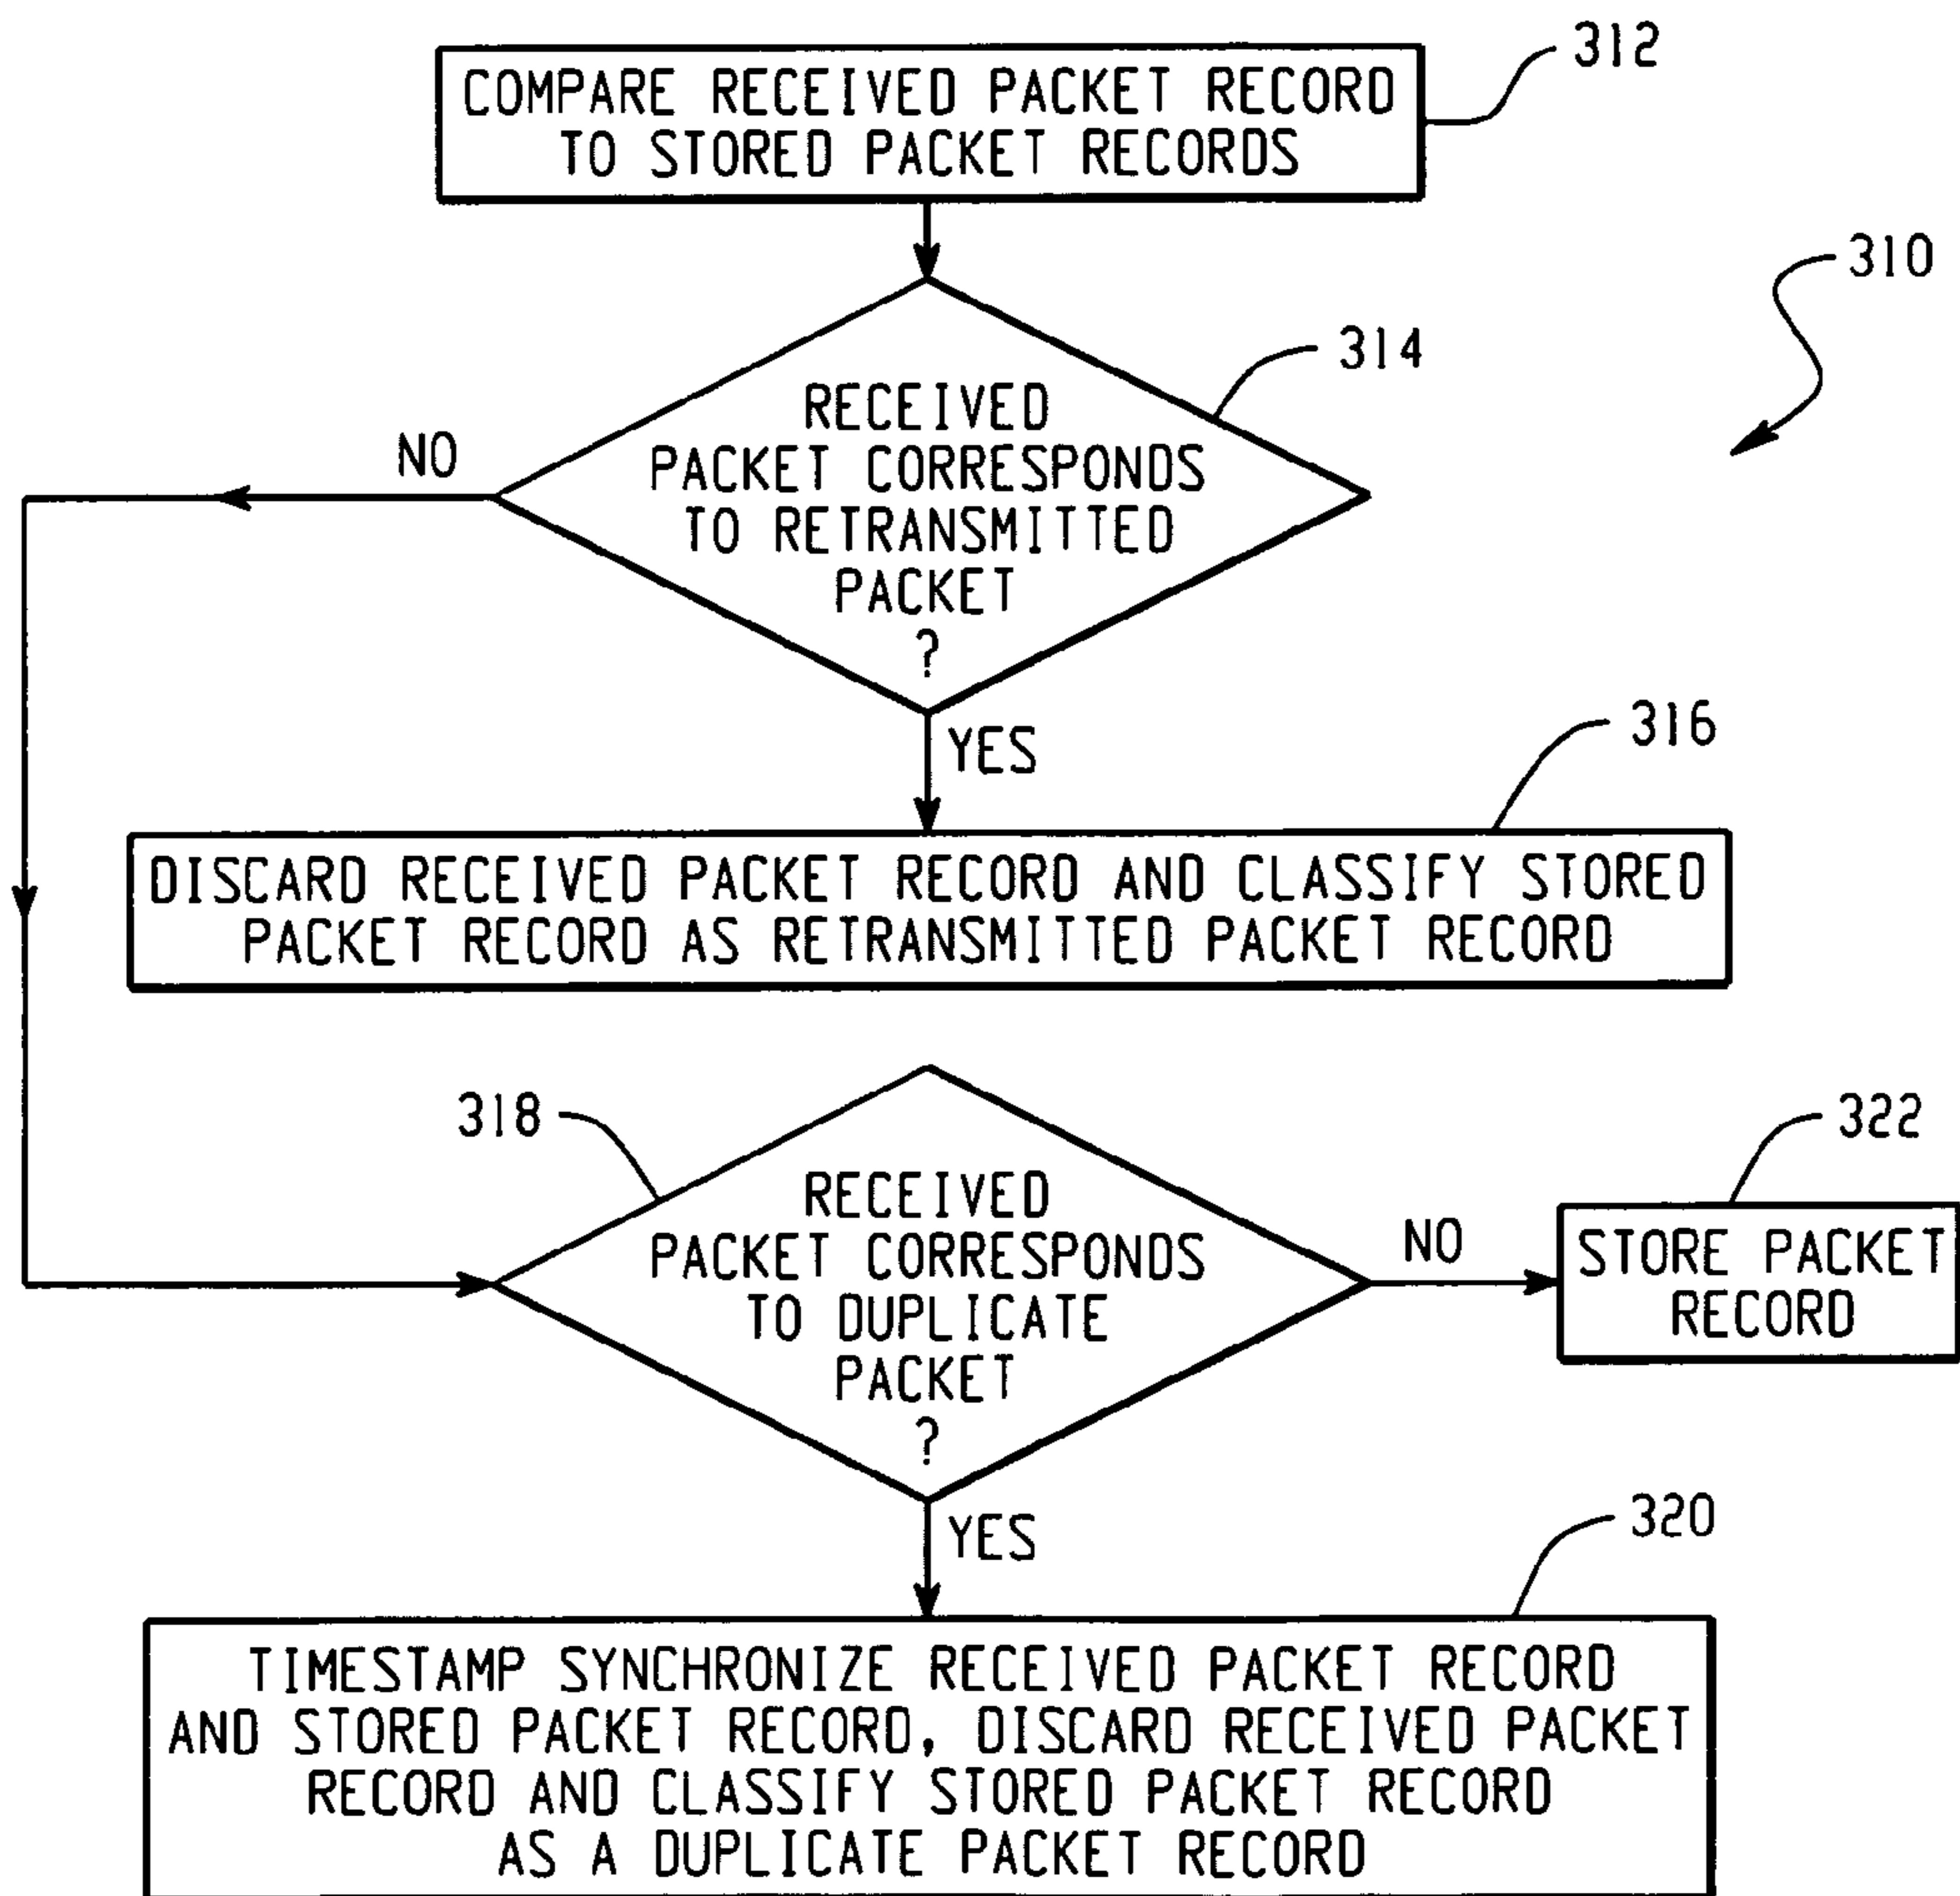 312
COMPARE RECEIVED PACKET RECORD
TO STORED PACKET RECORDS
310
314
RECEIVED
PACKET CORRESPONDS
TO RETRANSMITTED
PACKET
?
NO
YES
316
DISCARD RECEIVED PACKET RECORD AND CLASSIFY STORED
PACKET RECORD AS RETRANSMITTED PACKET RECORD
318
RECEIVED
PACKET CORRESPONDS
TO DUPLICATE
PACKET
?
NO
322
STORE PACKET
RECORD
YES
320
TIMESTAMP SYNCHRONIZE RECEIVED PACKET RECORD
AND STORED PACKET RECORD, DISCARD RECEIVED PACKET
RECORD AND CLASSIFY STORED PACKET RECORD
AS A DUPLICATE PACKET RECORD